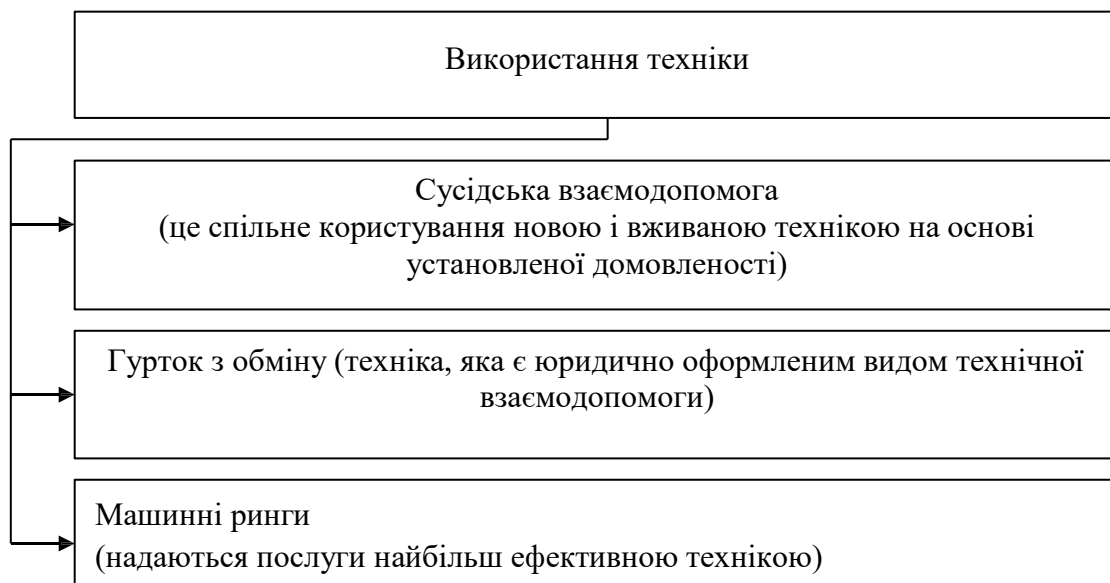 Використання техніки
Сусідська взаємодопомога
(це спільне користування новою і вживаною технікою на основі
установленої домовленості)
Гурток з обміну (техніка, яка є юридично оформленим видом технічної
взаємодопомоги)
Машинні ринги
(надаються послуги найбільш ефективною технікою)